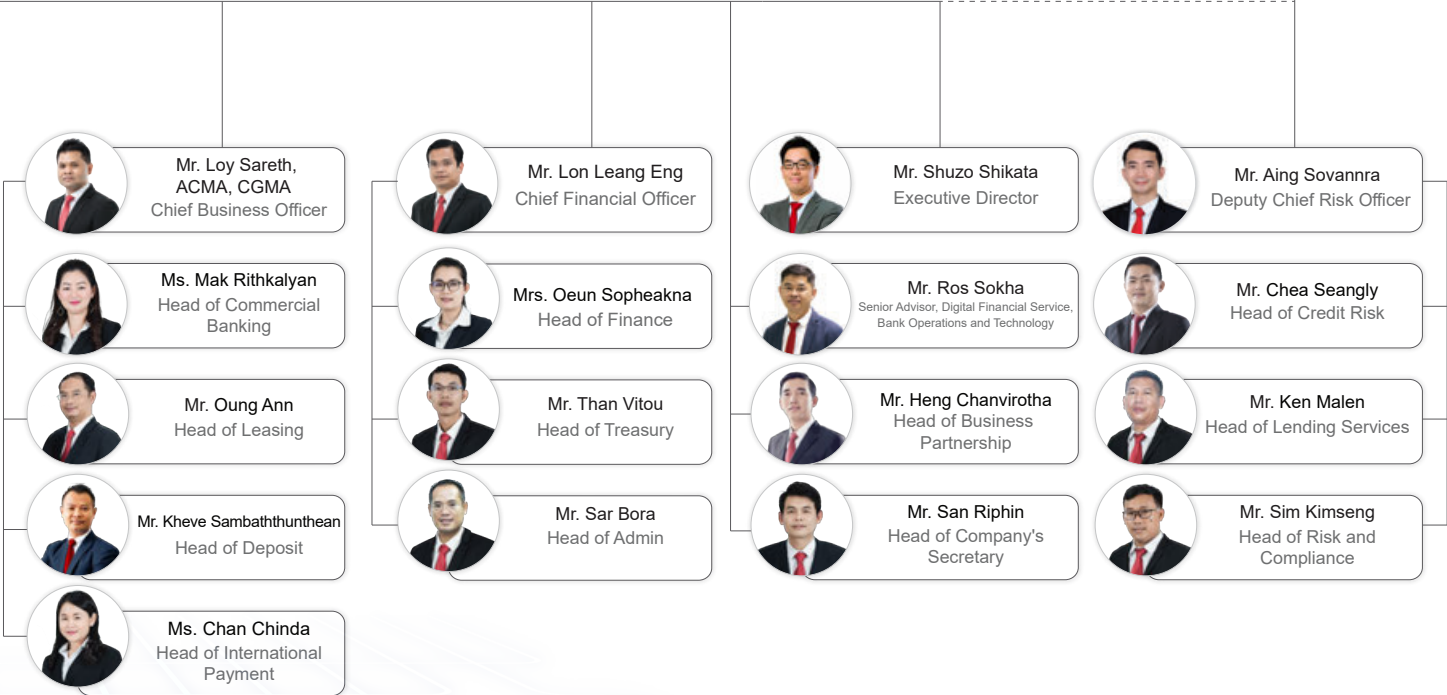 Mr. Loy Sareth,
ACMA, CGMA
Chief Business Officer
Ms. Mak Rithkalyan
Head of Commercial
Banking
Mr. Oung Ann
Head of Leasing
Mr. Kheve Sambaththunthean
Head of Deposit
Ms. Chan Chinda
Head of International
Payment
Mr. Lon Leang Eng
Chief Financial Officer
Mrs. Oeun Sopheakna
Head of Finance
Mr. Than Vitou
Head of Treasury
Mr. Sar Bora
Head of Admin
Mr. Shuzo Shikata
Executive Director
Mr. Ros Sokha
Senior Advisor, Digital Financial Service,
Bank Operations and Technology
Mr. Heng Chanvirotha
Head of Business
Partnership
Mr. San Riphin
Head of Company's
Secretary
Mr. Aing Sovannra
Deputy Chief Risk Officer
Mr. Chea Seangly
Head of Credit Risk
Mr. Ken Malen
Head of Lending Services
Mr. Sim Kimseng
Head of Risk and
Compliance